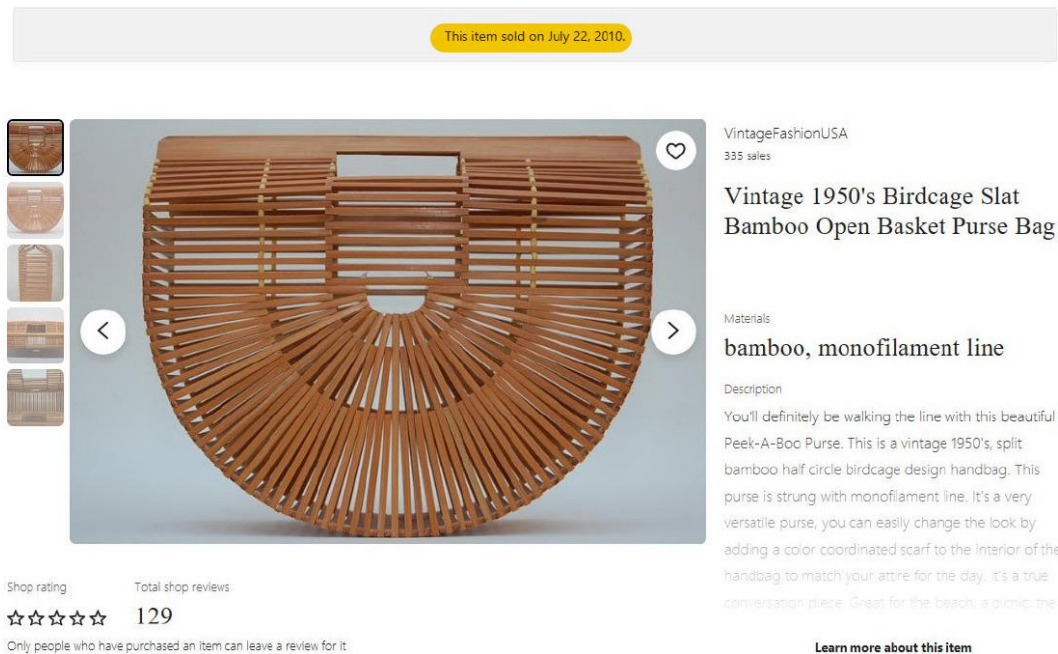 This item sold on July 22, 2010.
VintageFashionUSA
335 sales
Vintage 1950's Birdcage Slat
Bamboo Open Basket Purse Bag
Materials
bamboo, monofilament line
Description
You'll definitely be walking the line with this beautiful
Peek-A-Boo Purse. This is a vintage 1950's, split
bamboo half circle birdcage design handbag. This
purse is strung with monofilament line. It's a very
versatile purse, you can easily change the look by
adding a color coordinated scarf to the interior of the
handbag to match your attire for the day. It's a true
conversation piece. Great for the beach, a picnic, the
Learn more about this item
Shop rating
Total shop reviews
129
Only people who have purchased an item can leave a review for it